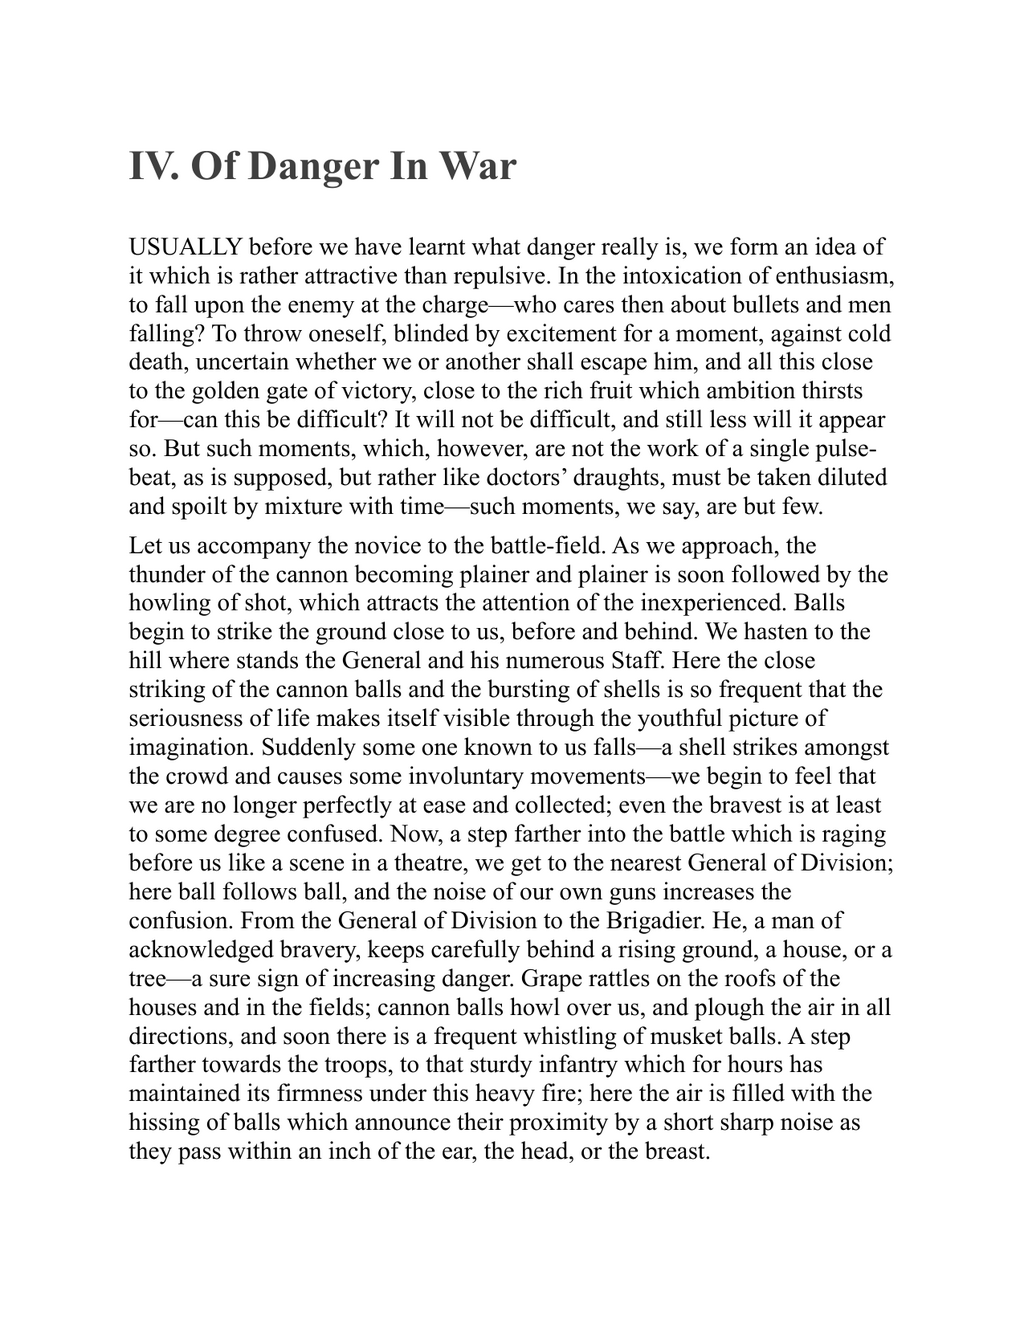 IV. Of Danger In War
USUALLY before we have learnt what danger really is, we form an idea of
it which is rather attractive than repulsive. In the intoxication of enthusiasm,
to fall upon the enemy at the charge—who cares then about bullets and men
falling? To throw oneself, blinded by excitement for a moment, against cold
death, uncertain whether we or another shall escape him, and all this close
to the golden gate of victory, close to the rich fruit which ambition thirsts
for—can this be difficult? It will not be difficult, and still less will it appear
so. But such moments, which, however, are not the work of a single pulse-
beat, as is supposed, but rather like doctors’ draughts, must be taken diluted
and spoilt by mixture with time—such moments, we say, are but few.
Let us accompany the novice to the battle-field. As we approach, the
thunder of the cannon becoming plainer and plainer is soon followed by the
howling of shot, which attracts the attention of the inexperienced. Balls
begin to strike the ground close to us, before and behind. We hasten to the
hill where stands the General and his numerous Staff. Here the close
striking of the cannon balls and the bursting of shells is so frequent that the
seriousness of life makes itself visible through the youthful picture of
imagination. Suddenly some one known to us falls—a shell strikes amongst
the crowd and causes some involuntary movements—we begin to feel that
we are no longer perfectly at ease and collected; even the bravest is at least
to some degree confused. Now, a step farther into the battle which is raging
before us like a scene in a theatre, we get to the nearest General of Division;
here ball follows ball, and the noise of our own guns increases the
confusion. From the General of Division to the Brigadier. He, a man of
acknowledged bravery, keeps carefully behind a rising ground, a house, or a
tree—a sure sign of increasing danger. Grape rattles on the roofs of the
houses and in the fields; cannon balls howl over us, and plough the air in all
directions, and soon there is a frequent whistling of musket balls. A step
farther towards the troops, to that sturdy infantry which for hours has
maintained its firmness under this heavy fire; here the air is filled with the
hissing of balls which announce their proximity by a short sharp noise as
they pass within an inch of the ear, the head, or the breast.